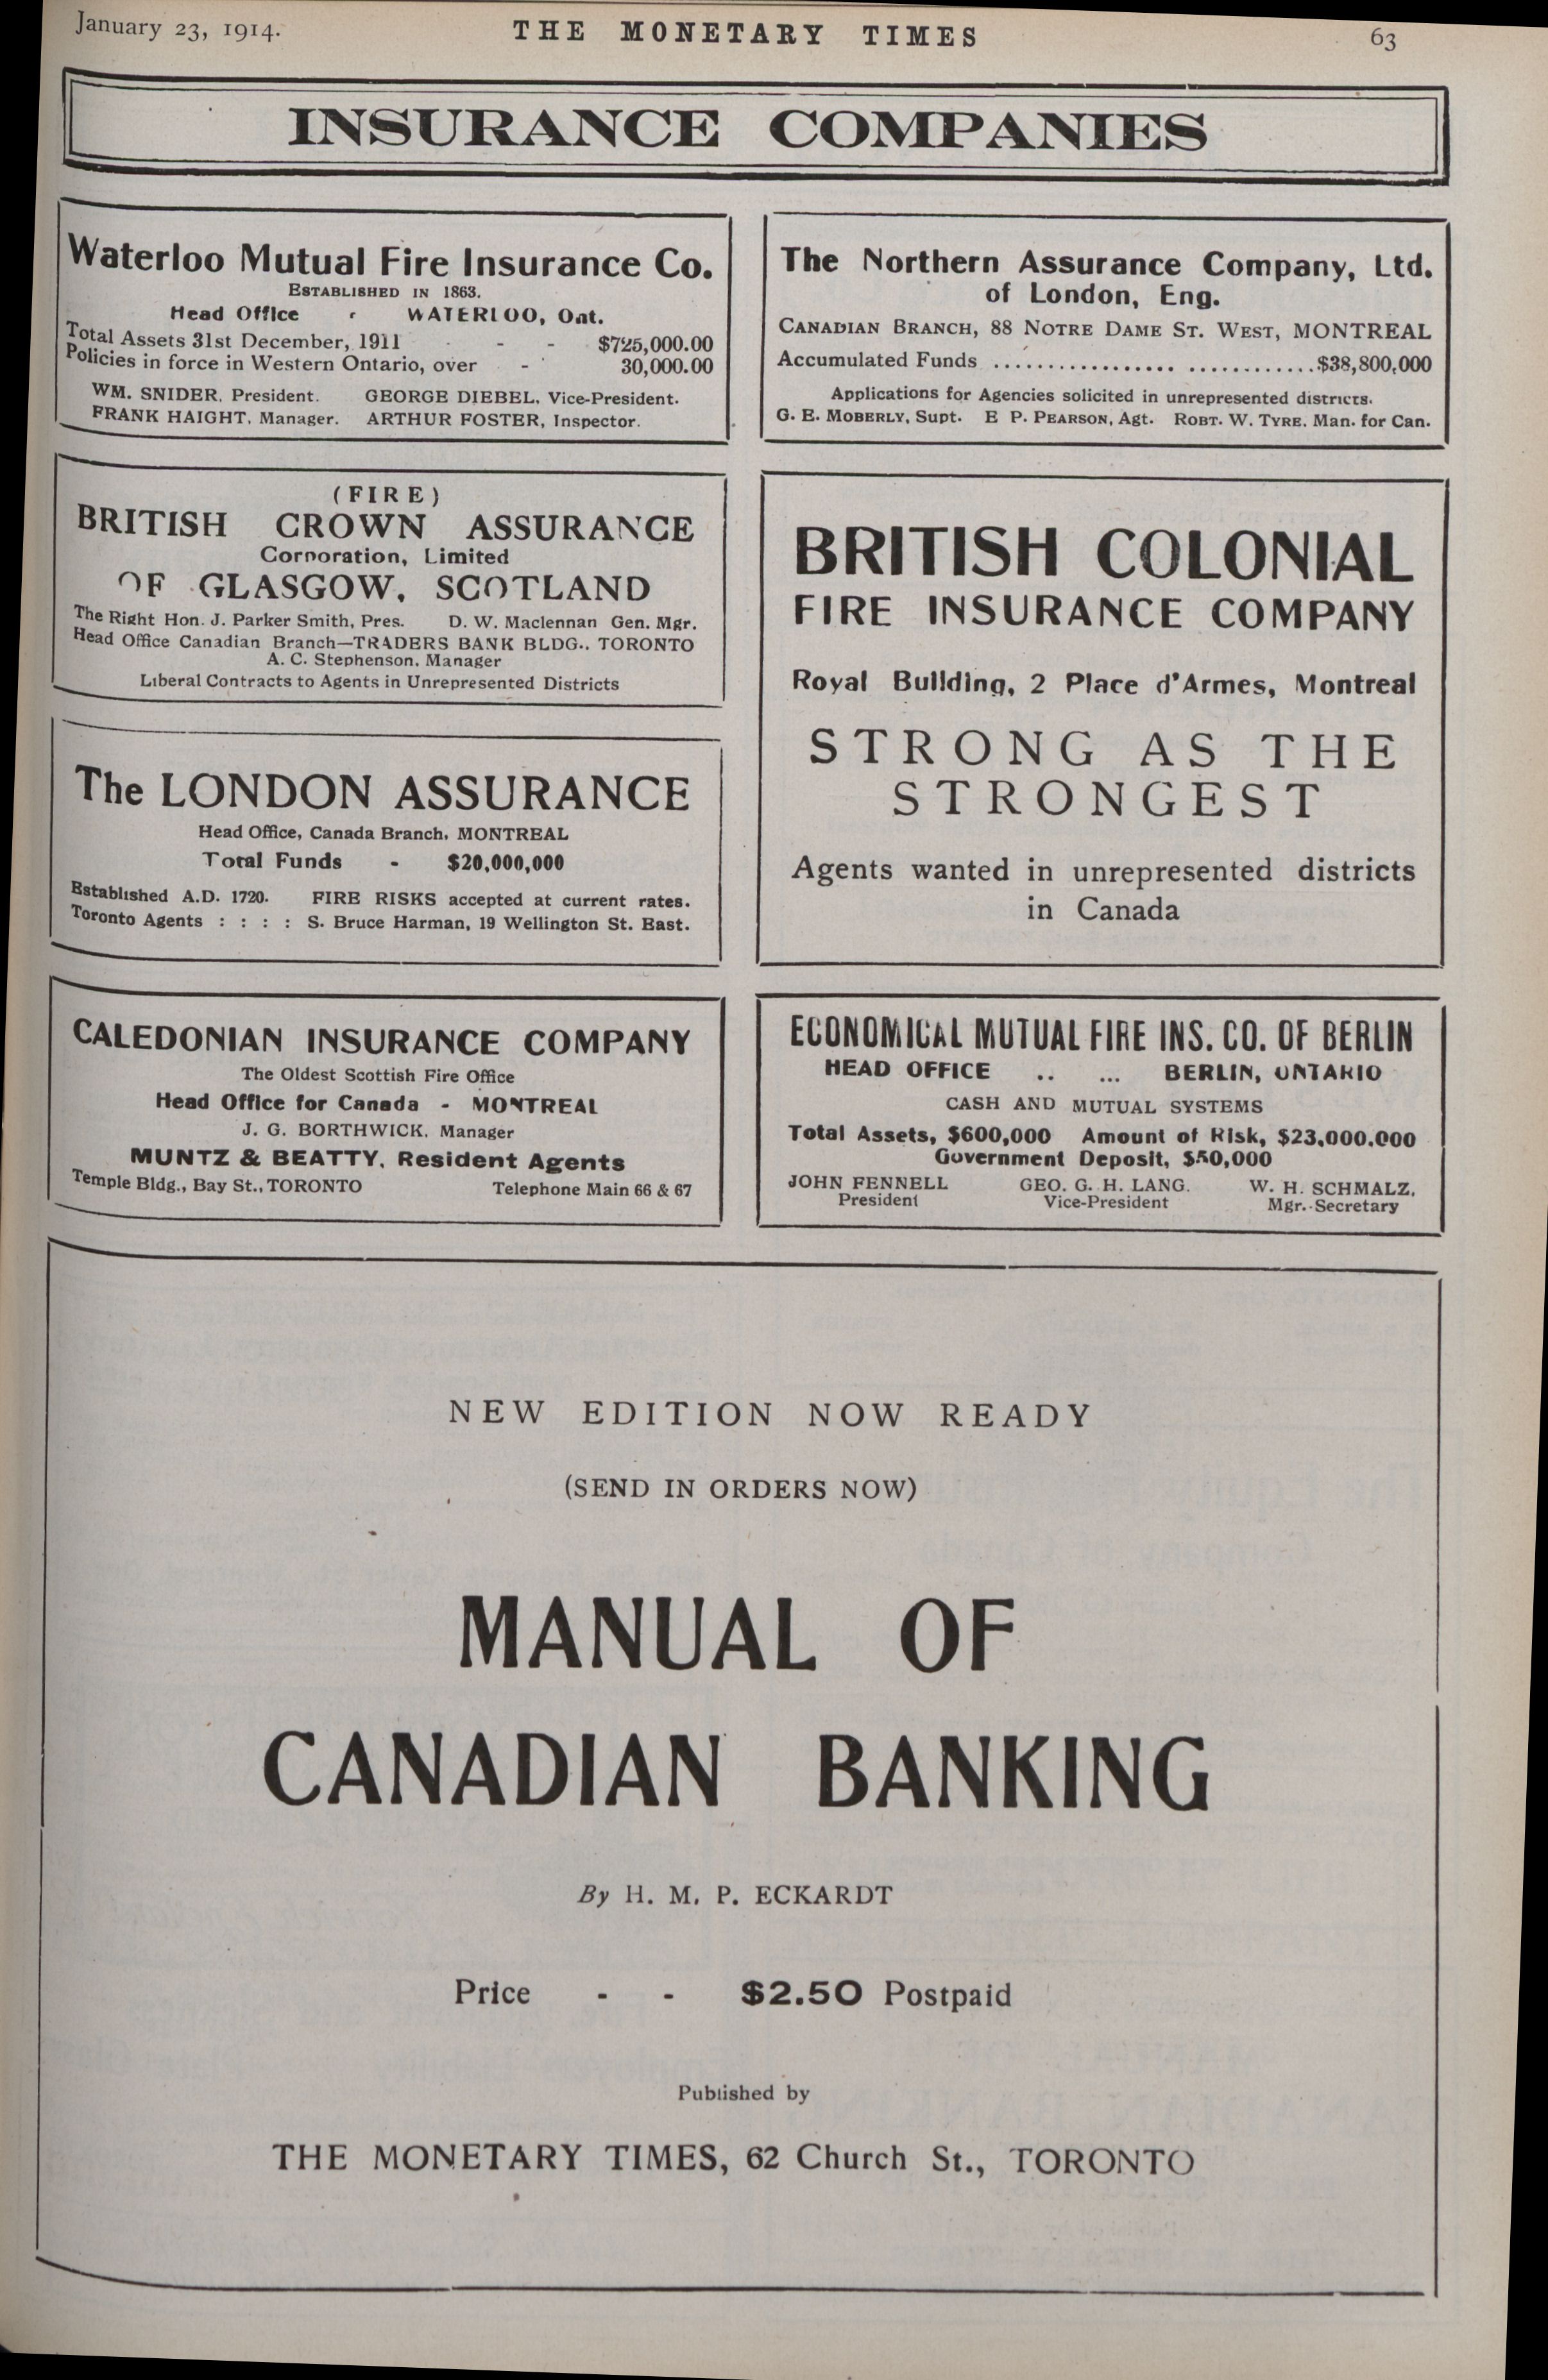 January 23, 1914.
THE MONETARY TIMES
63
INSURANCE COMPANIES
Waterloo Mutual Fire Insurance Co.
ESTABLISHED IN 1863.
Head Office WATERLOO, Ont.
Total Assets 31st December, 1911 - - $725,000.00
Policies in force in Western Ontario, over - 30,000.00
WM. SNIDER, President. GEORGE DIEBEL, Vice-President.
FRANK HAIGHT, Manager. ARTHUR FOSTER, Inspector.
The Northern Assurance Company, Ltd.
of London, Eng.
CANADIAN BRANCH, 88 NOTRE DAME ST. WEST, MONTREAL
Accumulated Funds .............................. $38,800,000
Applications for Agencies solicited in unrepresented districts.
G. E. MOBERLY, Supt. E P. PEARSON, Agt. ROBT. W. TYRE, Man. for Can.
(FIRE)
BRITISH CROWN ASSURANCE
Corporation, Limited
OF GLASGOW, SCOTLAND
The Right Hon. J. Parker Smith, Pres. D. W. Maclennan Gen. Mgr.
Head Office Canadian Branch—TRADERS BANK BLDG., TORONTO
A. C. Stephenson, Manager
Liberal Contracts to Agents in Unrepresented Districts
BRITISH COLONIAL
FIRE INSURANCE COMPANY
Royal Building, 2 Place d'Armes, Montreal
STRONG AS THE
STRONGEST
Agents wanted in unrepresented districts
in Canada
The LONDON ASSURANCE
Head Office, Canada Branch, MONTREAL
Total Funds - $20,000,000
Established A.D. 1720. FIRE RISKS accepted at current rates.
Toronto Agents : : : : S. Bruce Harman, 19 Wellington St. East.
CALEDONIAN INSURANCE COMPANY
The Oldest Scottish Fire Office
Head Office for Canada - MONTREAL
J. G. BORTHWICK, Manager
MUNTZ & BEATTY, Resident Agents
Temple Bldg., Bay St., TORONTO Telephone Main 66 & 67
ECONOMICAL MUTUAL FIRE INS. CO. OF BERLIN
HEAD OFFICE .. ... BERLIN, ONTARIO
CASH AND MUTUAL SYSTEMS
Total Assets, $600,000 Amount of Risk, $23,000,000
Government Deposit, $50,000
JOHN FENNELL GEO. G. H. LANG, W. H. SCHMALZ,
President Vice-President Mgr.-Secretary
NEW EDITION NOW READY
(SEND IN ORDERS NOW)
MANUAL OF
CANADIAN BANKING
By H. M. P. ECKARDT
Price - - $2.50 Postpaid
Published by
THE MONETARY TIMES, 62 Church St., TORONTO